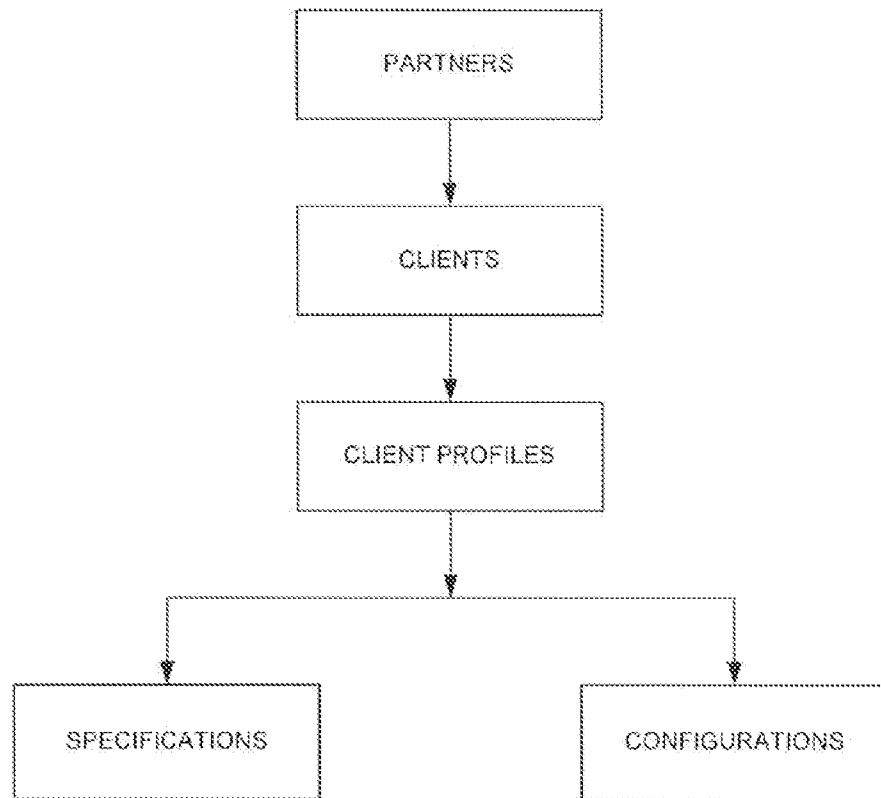 PARTNERS
CLIENTS
CLIENT PROFILES
SPECIFICATIONS
CONFIGURATIONS